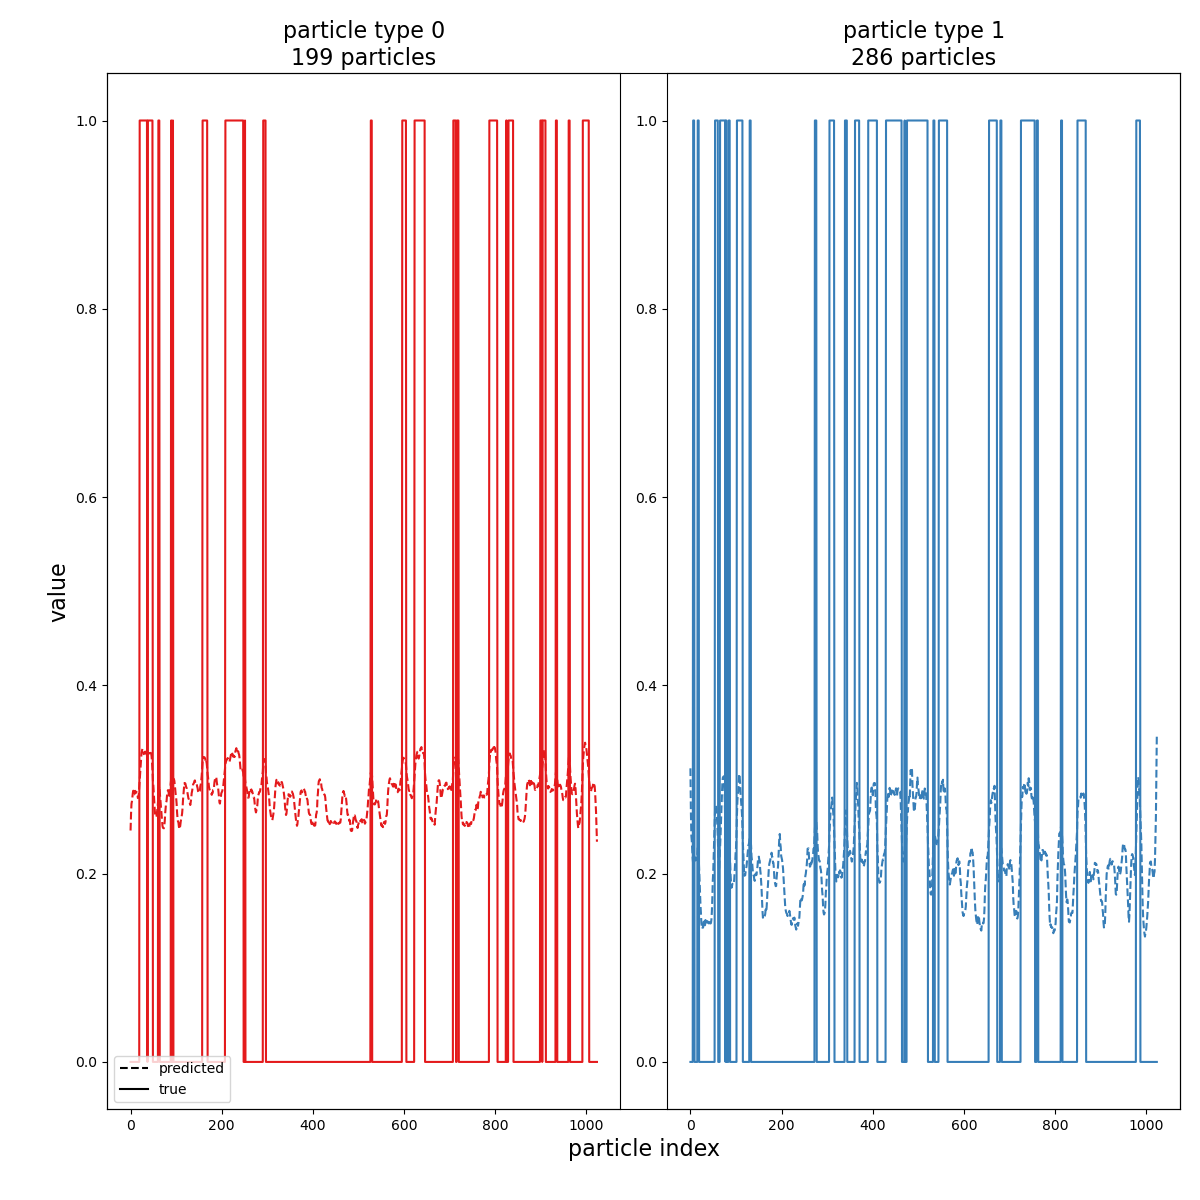 particle type 0
199 particles
particle type 1
286 particles
1.0
0.8
0.6
0.4
0.2
0.0
1.0
0.8
0.6
0.4
0.2
0.0
value
predicted
true
0 200 400 600 800 1000
0 200 400 600 800 1000
particle index